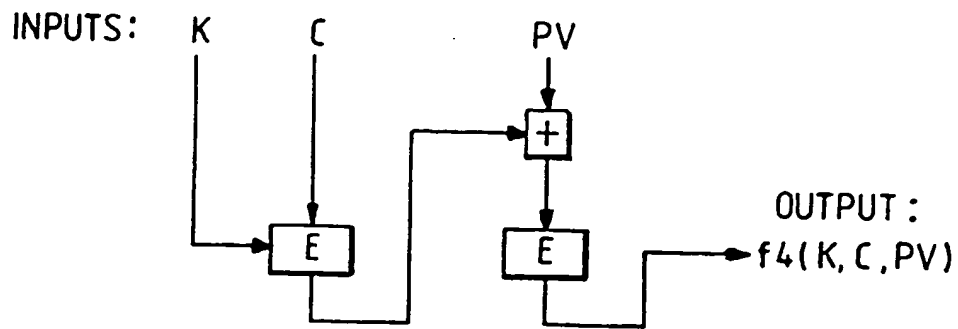 INPUTS: K C PV
+
E E
OUTPUT:
f4(K,C,PV)